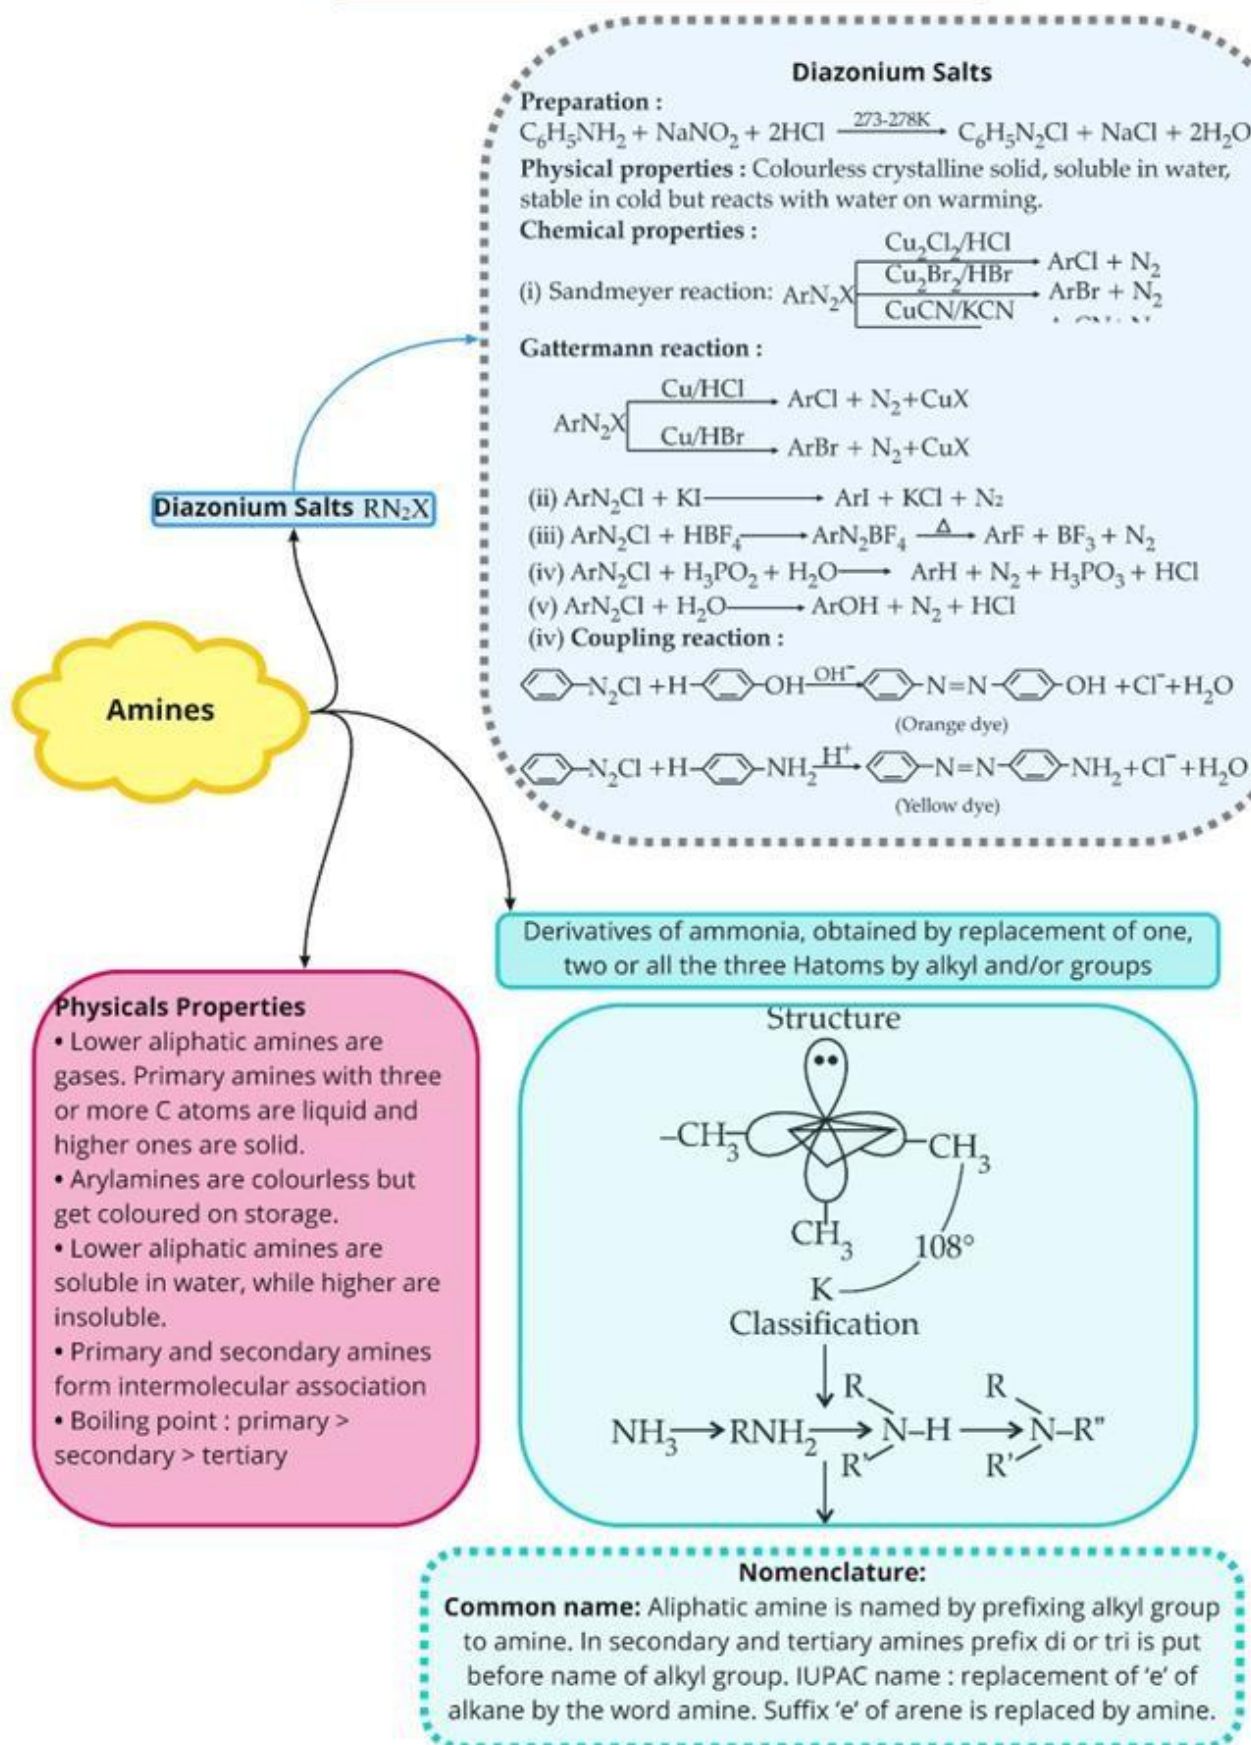 Diazonium Salts
Preparation :
C₆H₅NH₂ + NaNO₂ + 2HCl 273-278K→ C₆H₅N₂Cl + NaCl + 2H₂O
Physical properties : Colourless crystalline solid, soluble in water,
stable in cold but reacts with water on warming.
Chemical properties :
Cu₂Cl₂/HCl → ArCl + N₂
(i) Sandmeyer reaction: ArN₂X Cu₂Br₂/HBr → ArBr + N₂
CuCN/KCN
Gattermann reaction :
Cu/HCl → ArCl + N₂+CuX
ArN₂X
Cu/HBr → ArBr + N₂+CuX
(ii) ArN₂Cl + KI → ArI + KCl + N₂
(iii) ArN₂Cl + HBF₄ → ArN₂BF₄ Δ→ ArF + BF₃ + N₂
(iv) ArN₂Cl + H₃PO₂ + H₂O → ArH + N₂ + H₃PO₃ + HCl
(v) ArN₂Cl + H₂O → ArOH + N₂ + HCl
(iv) Coupling reaction :
–N₂Cl +H– –OH OH⁻→ –N=N– –OH +Cl⁻+H₂O
(Orange dye)
–N₂Cl +H– –NH₂ H⁺→ –N=N– –NH₂+Cl⁻+H₂O
(Yellow dye)
Diazonium Salts RN₂X
Amines
Derivatives of ammonia, obtained by replacement of one,
two or all the three Hatoms by alkyl and/or groups
Physicals Properties
• Lower aliphatic amines are
gases. Primary amines with three
or more C atoms are liquid and
higher ones are solid.
• Arylamines are colourless but
get coloured on storage.
• Lower aliphatic amines are
soluble in water, while higher are
insoluble.
• Primary and secondary amines
form intermolecular association
• Boiling point : primary >
secondary > tertiary
Structure
–CH₃ –CH₃
CH₃ 108°
K
Classification
R R
NH₃ → RNH₂ → N–H → N–R"
R' R'
Nomenclature:
Common name: Aliphatic amine is named by prefixing alkyl group
to amine. In secondary and tertiary amines prefix di or tri is put
before name of alkyl group. IUPAC name : replacement of ‘e’ of
alkane by the word amine. Suffix ‘e’ of arene is replaced by amine.